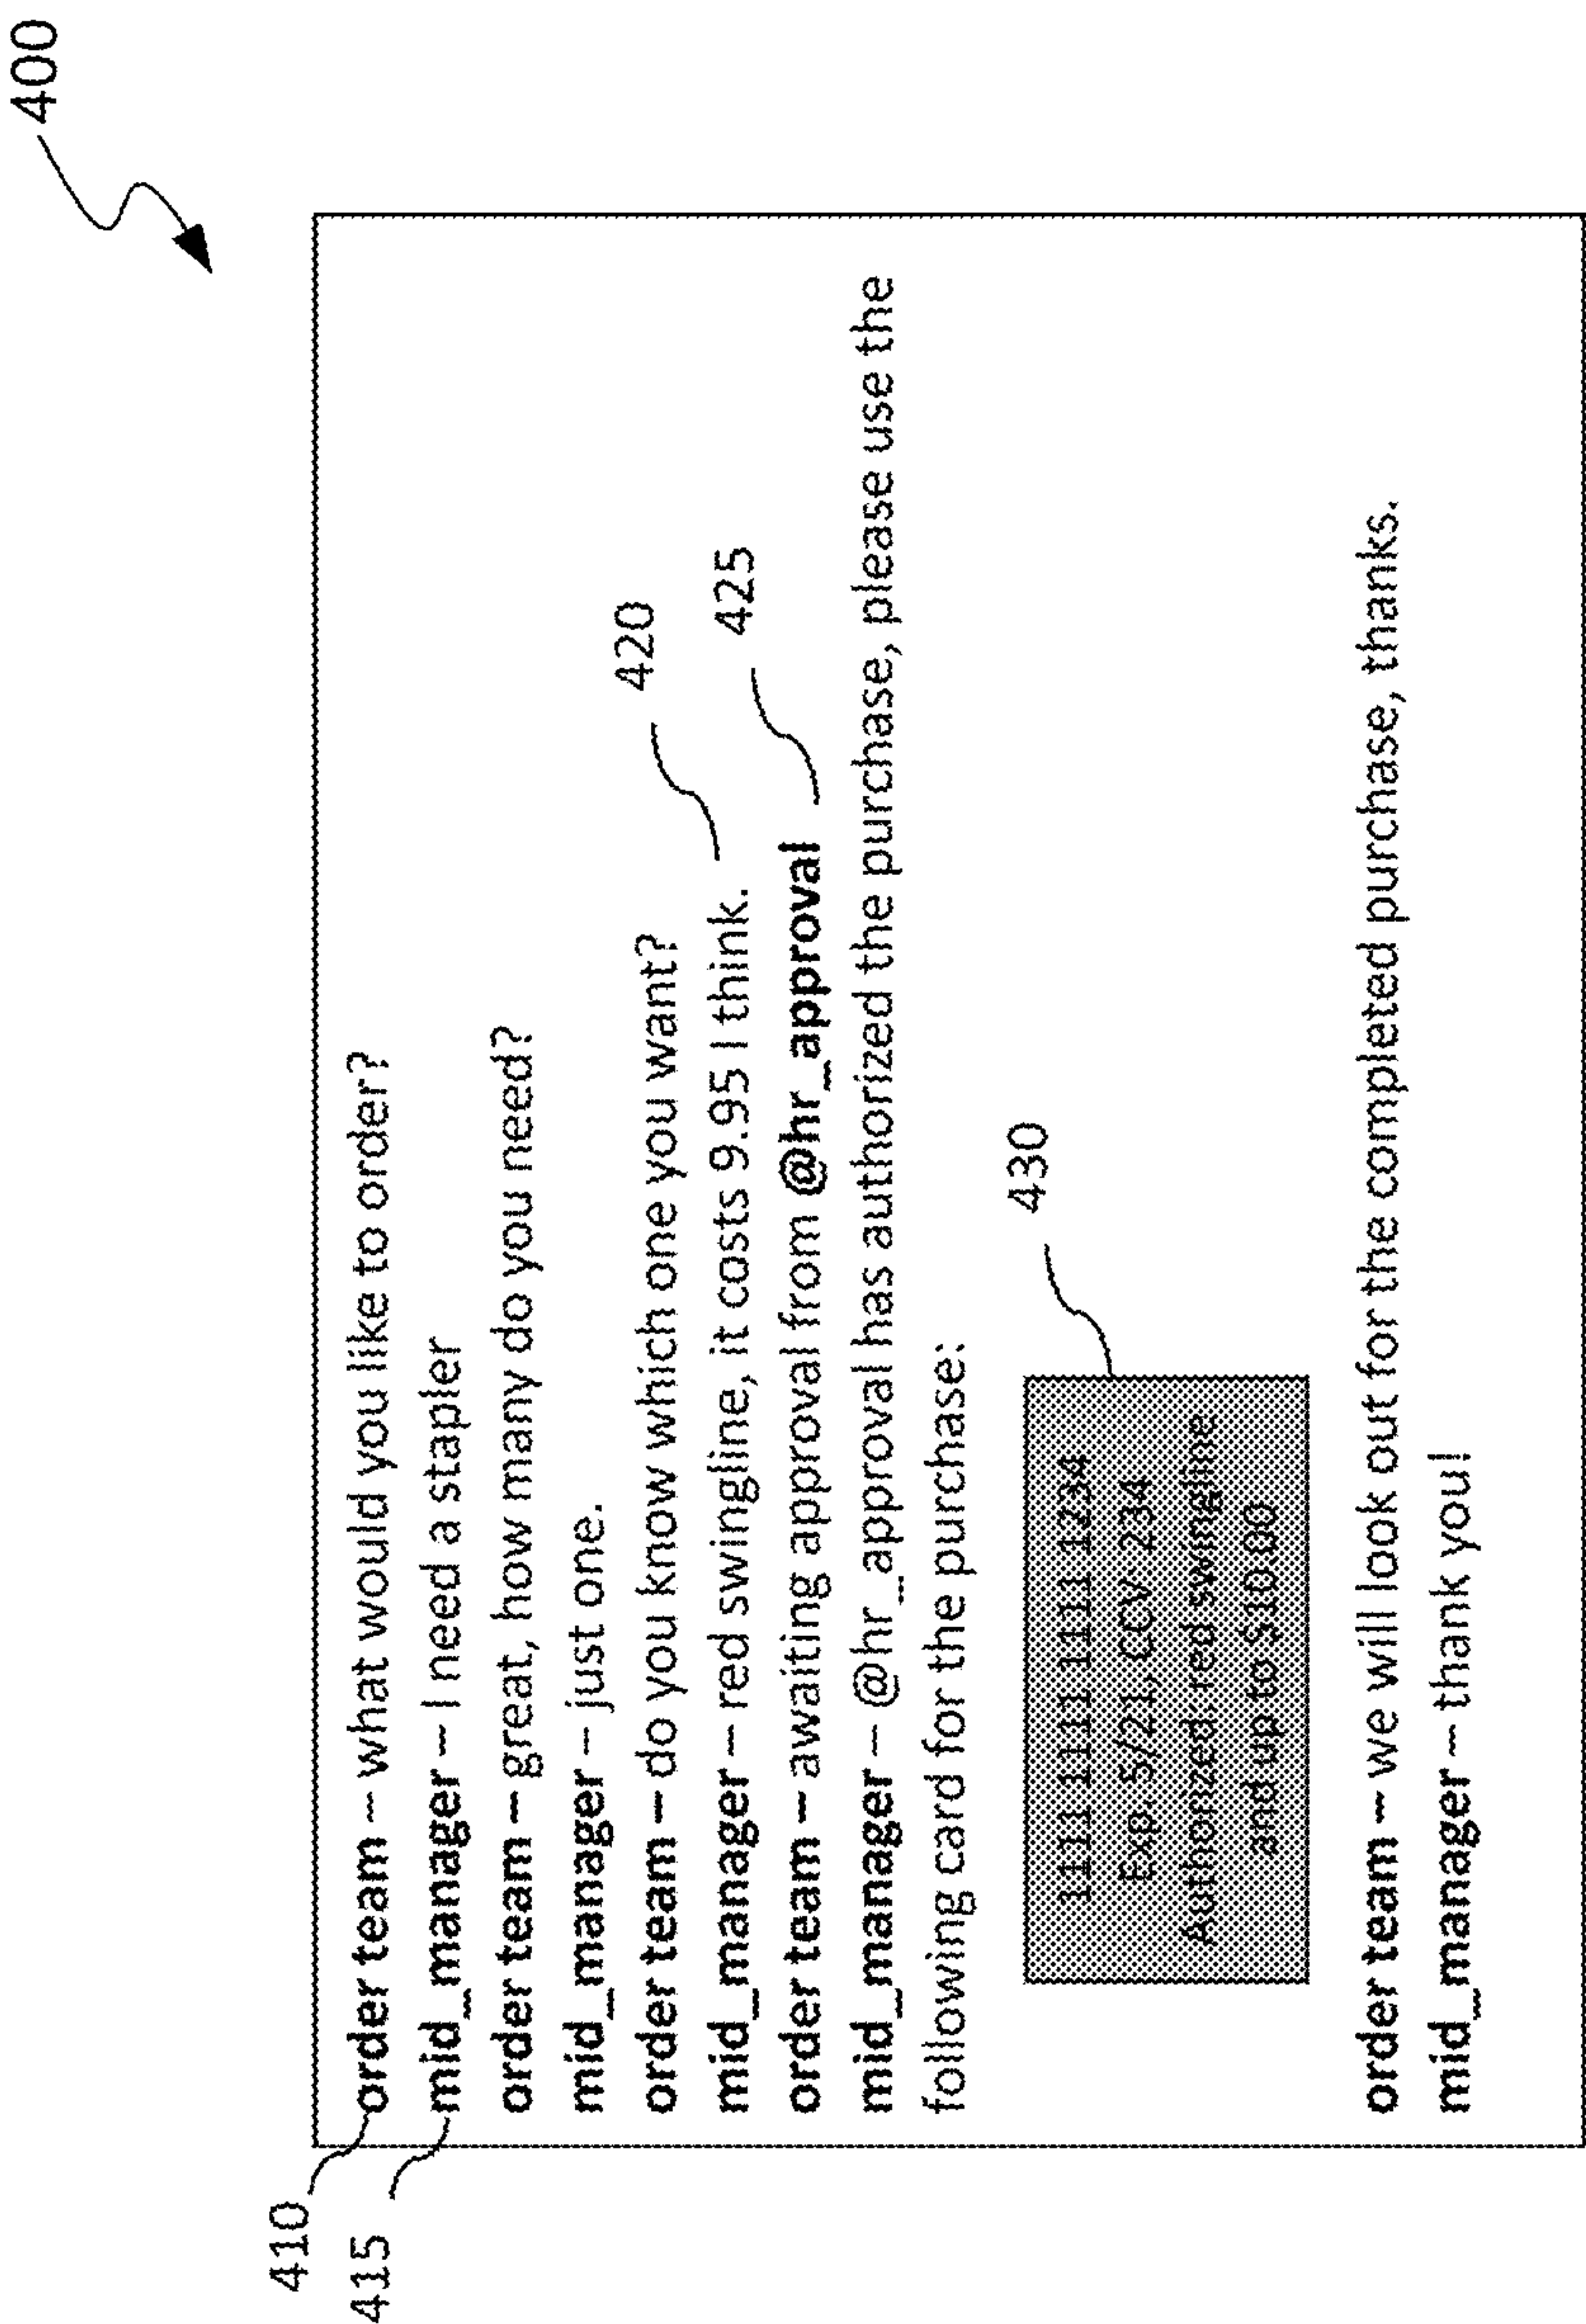 400
410
order team – what would you like to order?
415
mid_manager – I need a stapler
order team – great, how many do you need?
mid_manager – just one.
order team – do you know which one you want?
420
mid_manager – red swingline, it costs 9.95 I think.
425
order team – awaiting approval from @hr_approval
mid_manager – @hr_approval has authorized the purchase, please use the
following card for the purchase:
430
1111 1111 1111 1234
Exp. 5/21, CCV 234
Authorized: red swingline
and up to $10.00
order team – we will look out for the completed purchase, thanks.
mid_manager – thank you!